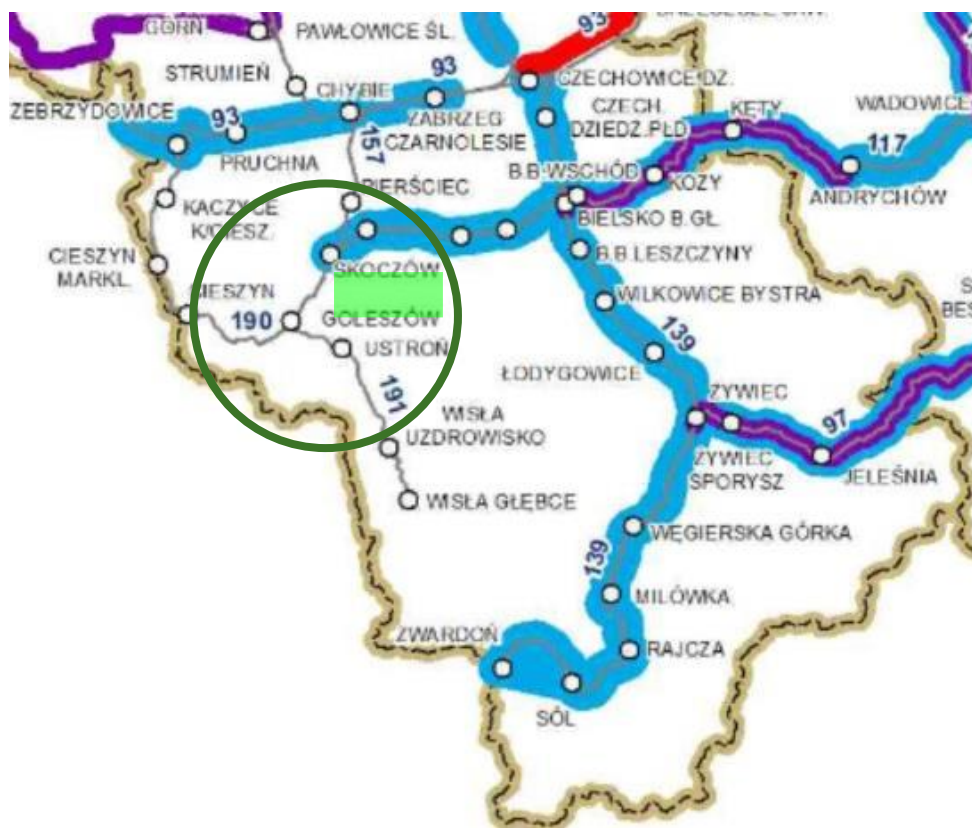 93
GÓRN
PAWŁOWICE ŚL.
STRUMIEŃ
93
CZECHOWICE DZ.
ZEBRZYDOWICE
CHYBIE
CZECH.
DZIEDZ.PŁD
KĘTY
WADOWICE
93
ZABRZEG
CZARNOLESIE
PRUCHNA
157
117
B.B-WSCHÓD
KOZY
ANDRYCHÓW
PIERŚCIEC
KACZYCE
K/CIESZ.
BIELSKO B.GŁ.
CIESZYN
MARKL.
B.B.LESZCZYNY
SKOCZÓW
CIESZYN
WILKOWICE BYSTRA
190
GOLESZÓW
139
USTROŃ
ŁODYGOWICE
191
ŻYWIEC
WISŁA
UZDROWISKO
97
ŻYWIEC
SPORYSZ
JELEŚNIA
WISŁA GŁĘBCE
WĘGIERSKA GÓRKA
139
MILÓWKA
ZWARDOŃ
RAJCZA
SÓL